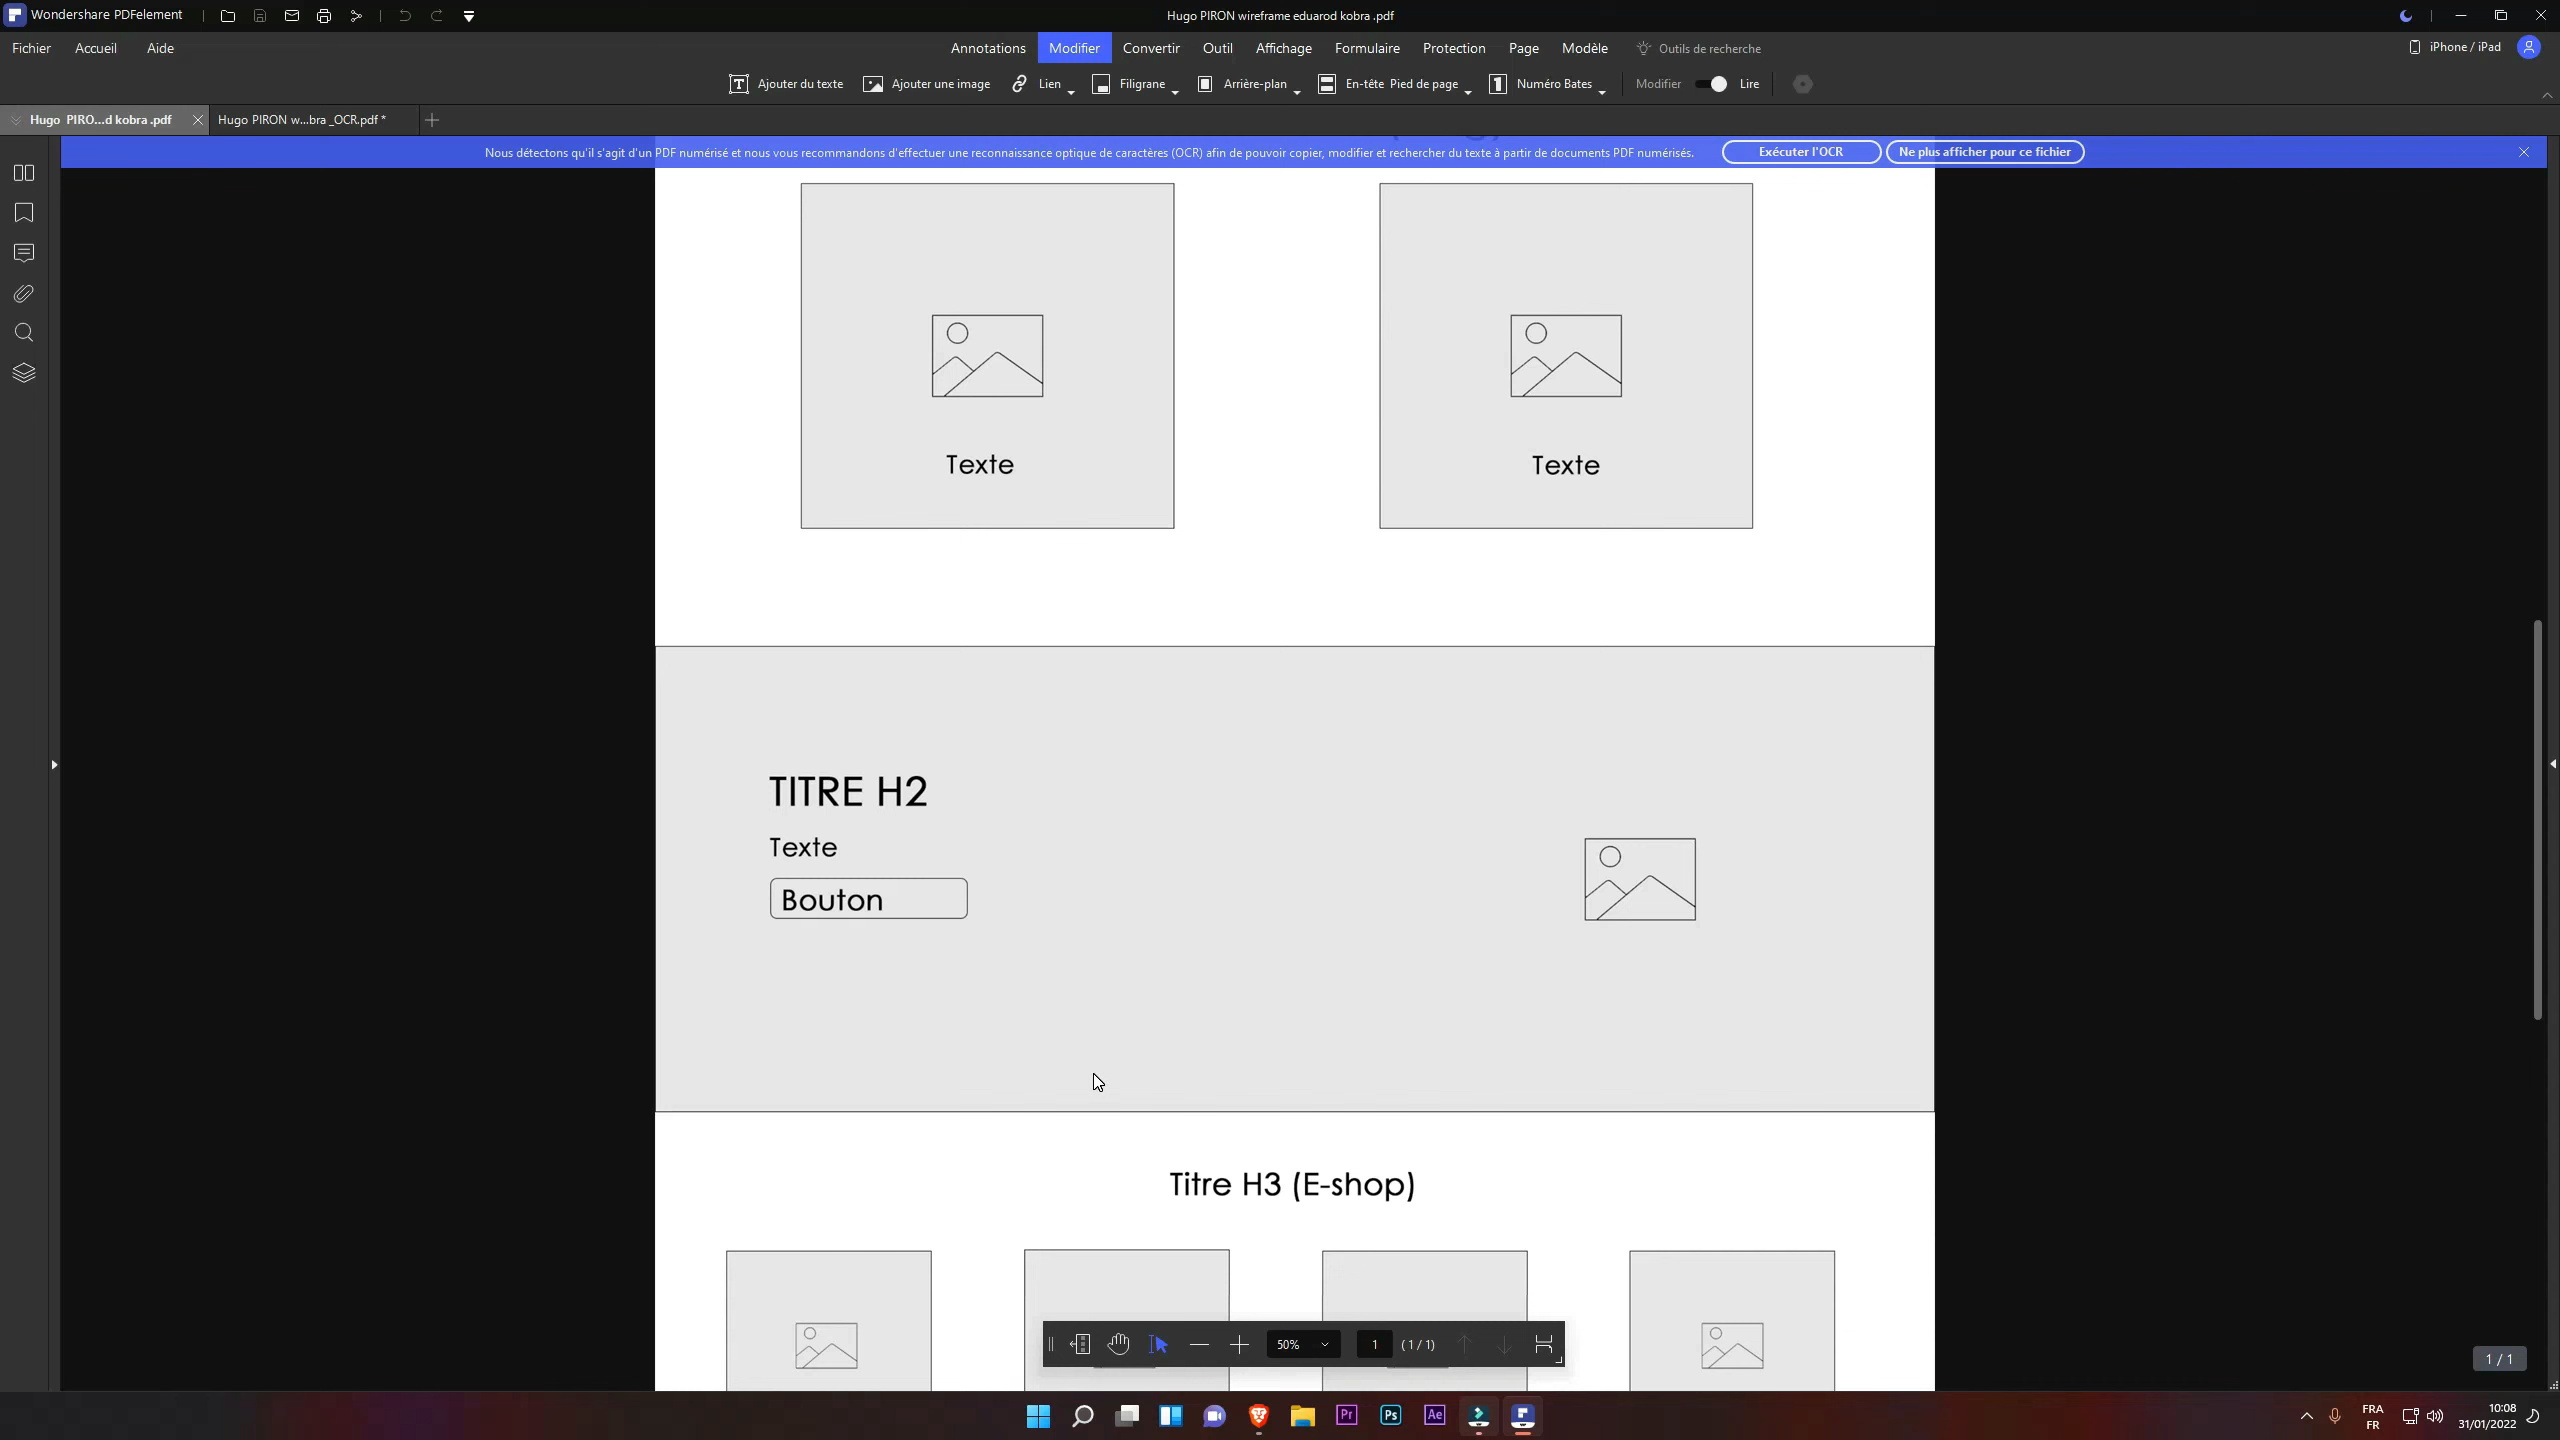 Wondershare PDFelement
Hugo PIRON wireframe eduarod kobra .pdf
Fichier Accueil Aide
Annotations Modifier Convertir Outil Affichage Formulaire Protection Page Modèle Outils de recherche
iPhone / iPad
Ajouter du texte Ajouter une image Lien Filigrane Arrière-plan En-tête Pied de page Numéro Bates Modifier Lire
Hugo PIRO...d kobra .pdf
Hugo PIRON w...bra _OCR.pdf *
Nous détectons qu'il s'agit d'un PDF numérisé et nous vous recommandons d'effectuer une reconnaissance optique de caractères (OCR) afin de pouvoir copier, modifier et rechercher du texte à partir de documents PDF numérisés.
Exécuter l'OCR
Ne plus afficher pour ce fichier
Texte
Texte
TITRE H2
Texte
Bouton
Titre H3 (E-shop)
50%
1
(1/1)
1 / 1
Pr
Ps
Ae
FRA
FR
10:08
31/01/2022